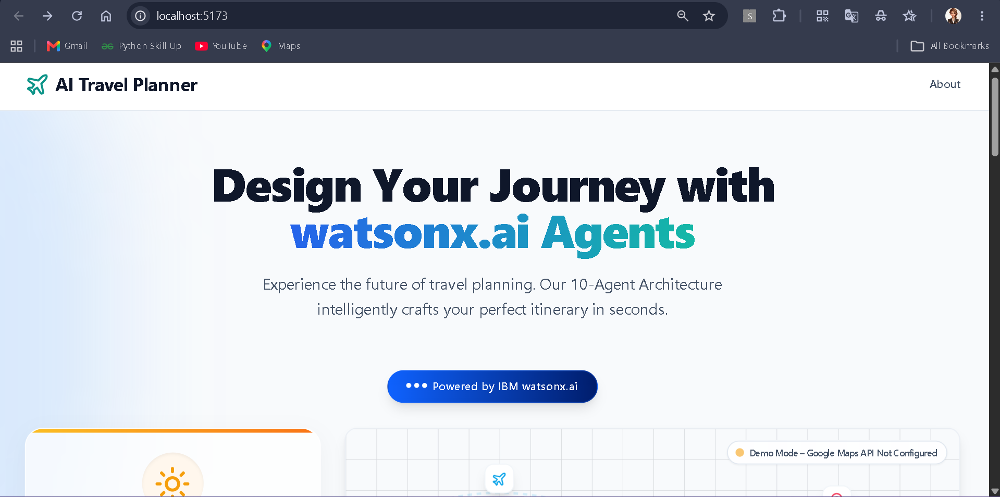 localhost:5173
S
Gmail
Python Skill Up
YouTube
Maps
All Bookmarks
AI Travel Planner
About
Design Your Journey with
watsonx.ai Agents
Experience the future of travel planning. Our 10-Agent Architecture
intelligently crafts your perfect itinerary in seconds.
Powered by IBM watsonx.ai
Demo Mode – Google Maps API Not Configured